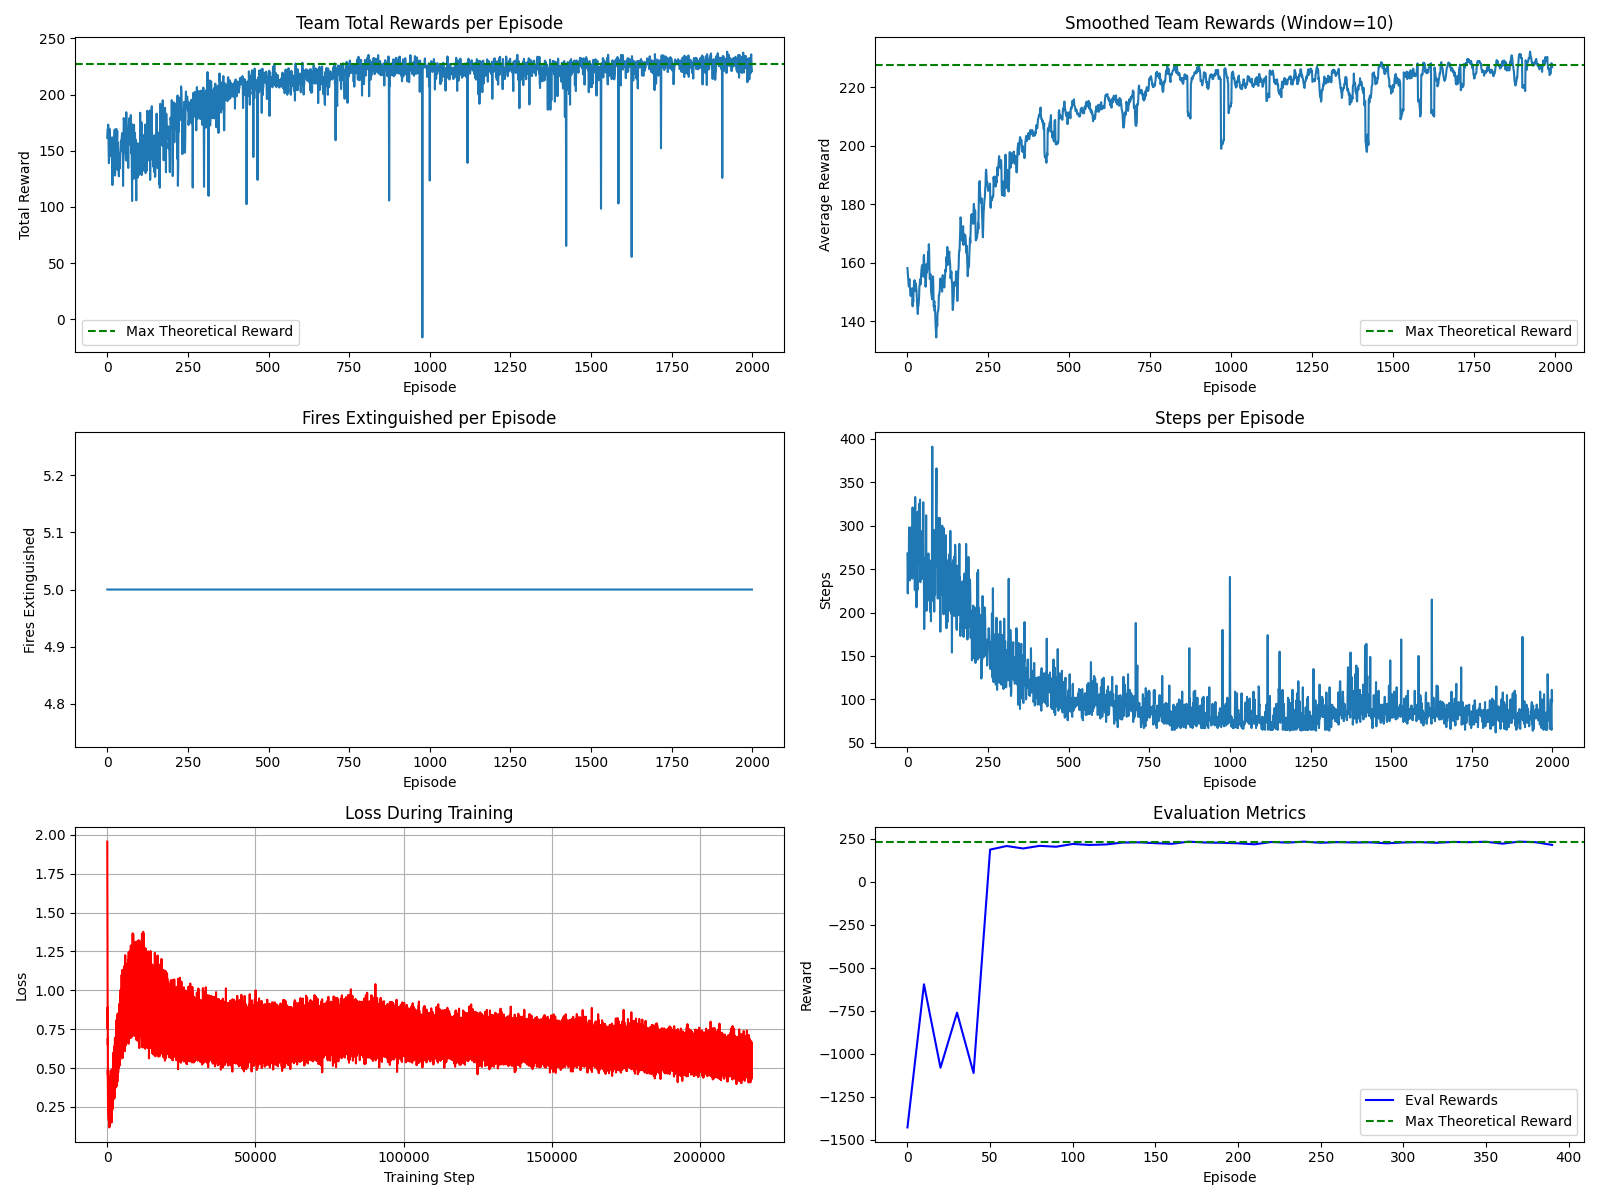 Team Total Rewards per Episode
250
200
150
100
50
0
Total Reward
Max Theoretical Reward
0 250 500 750 1000 1250 1500 1750 2000
Episode
Smoothed Team Rewards (Window=10)
220
200
180
160
140
Average Reward
Max Theoretical Reward
0 250 500 750 1000 1250 1500 1750 2000
Episode
Fires Extinguished per Episode
5.2
5.1
5.0
4.9
4.8
Fires Extinguished
0 250 500 750 1000 1250 1500 1750 2000
Episode
Steps per Episode
400
350
300
250
200
150
100
50
Steps
0 250 500 750 1000 1250 1500 1750 2000
Episode
Loss During Training
2.00
1.75
1.50
1.25
1.00
0.75
0.50
0.25
Loss
0 50000 100000 150000 200000
Training Step
Evaluation Metrics
250
0
−250
−500
−750
−1000
−1250
−1500
Reward
Eval Rewards
Max Theoretical Reward
0 50 100 150 200 250 300 350 400
Episode